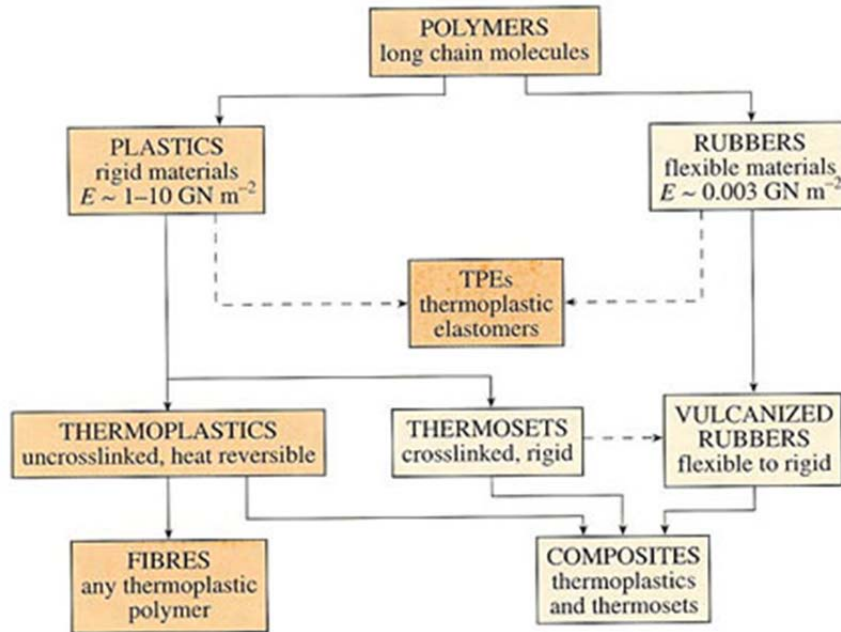 POLYMERS
long chain molecules
PLASTICS
rigid materials
E ~ 1–10 GN m⁻²
RUBBERS
flexible materials
E ~ 0.003 GN m⁻²
TPEs
thermoplastic
elastomers
THERMOPLASTICS
uncrosslinked, heat reversible
THERMOSETS
crosslinked, rigid
VULCANIZED
RUBBERS
flexible to rigid
FIBRES
any thermoplastic
polymer
COMPOSITES
thermoplastics
and thermosets